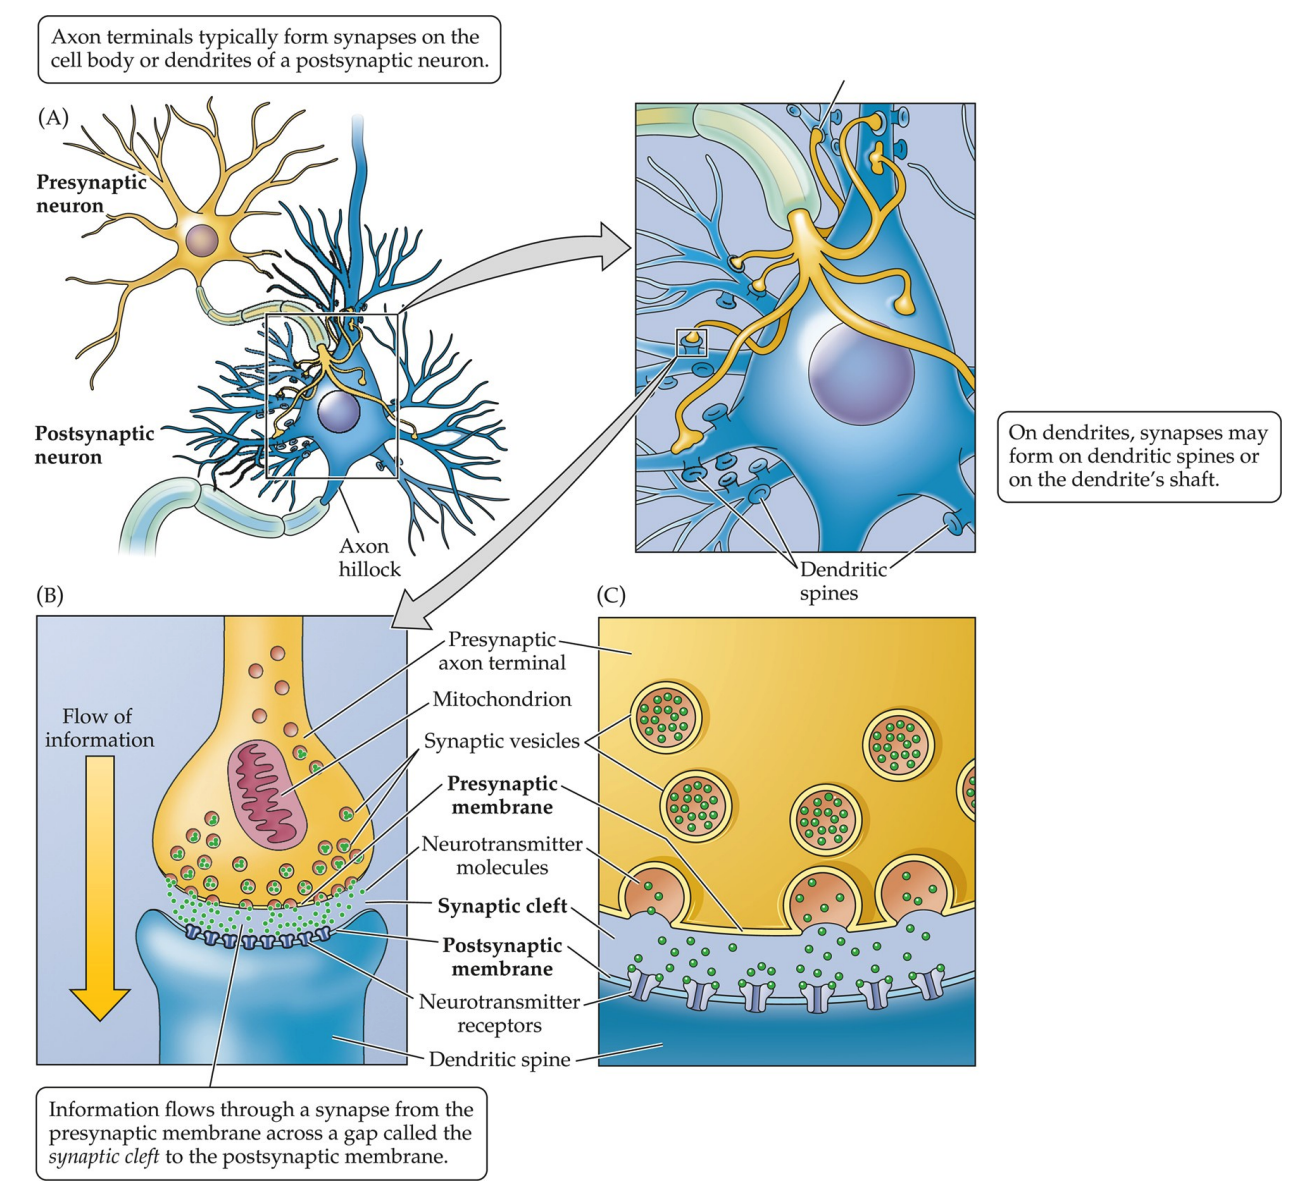 Axon terminals typically form synapses on the
cell body or dendrites of a postsynaptic neuron.
(A)
Presynaptic
neuron
Postsynaptic
neuron
Axon
hillock
On dendrites, synapses may
form on dendritic spines or
on the dendrite's shaft.
Dendritic
spines
(B)
(C)
Flow of
information
Presynaptic
axon terminal
Mitochondrion
Synaptic vesicles
Presynaptic
membrane
Neurotransmitter
molecules
Synaptic cleft
Postsynaptic
membrane
Neurotransmitter
receptors
Dendritic spine
Information flows through a synapse from the
presynaptic membrane across a gap called the
synaptic cleft to the postsynaptic membrane.